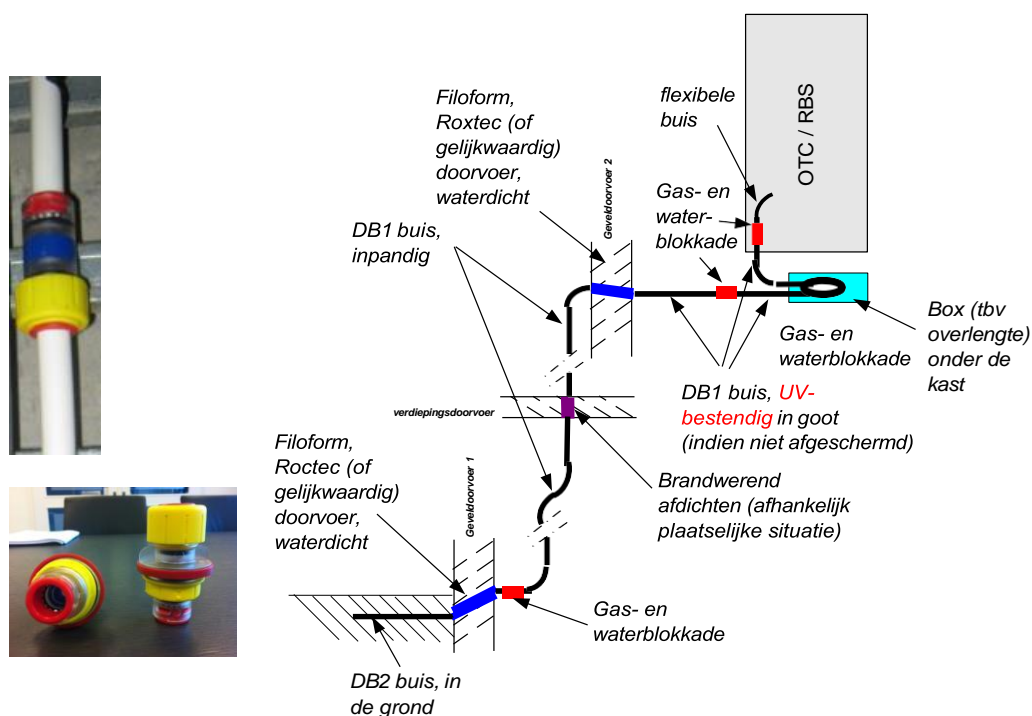 OTC / RBS
flexibele
buis
Filoform,
Roxtec (of
gelijkwaardig)
doorvoer,
waterdicht
Geveldoorvoer 2
Gas- en
water-
blokkade
DB1 buis,
inpandig
Box (tbv
overlengte)
onder de
kast
Gas- en
waterblokkade
DB1 buis, UV-
bestendig in goot
(indien niet afgeschermd)
verdiepingsdoorvoer
Filoform,
Roctec (of
gelijkwaardig)
doorvoer,
waterdicht
Geveldoorvoer 1
Brandwerend
afdichten (afhankelijk
plaatselijke situatie)
Gas- en
waterblokkade
DB2 buis, in
de grond